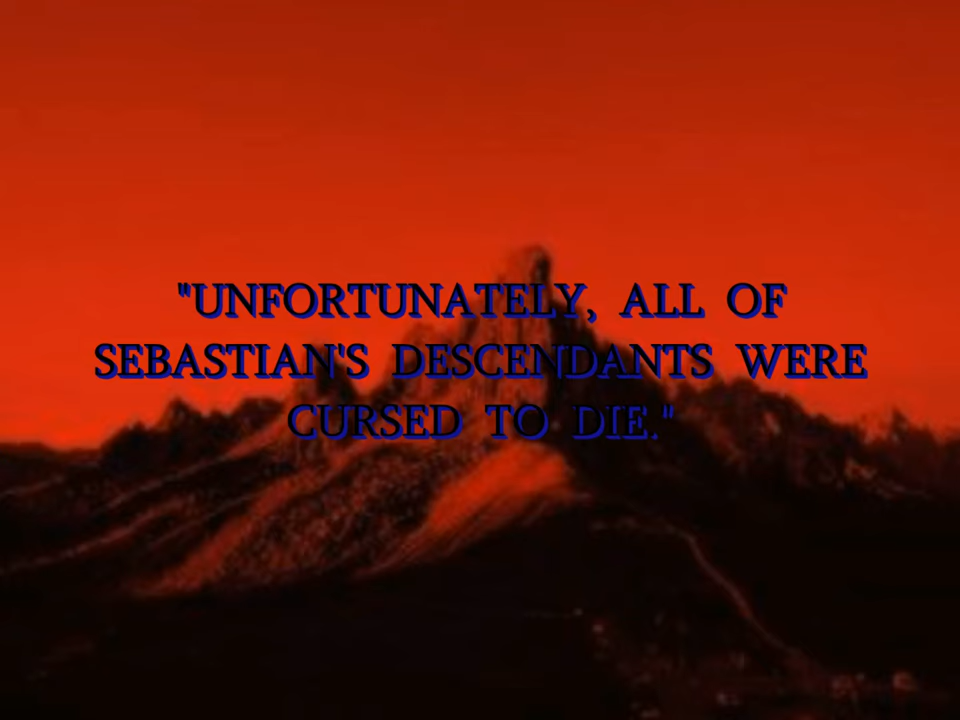 "UNFORTUNATELY, ALL OF
SEBASTIAN'S DESCENDANTS WERE
CURSED TO DIE."